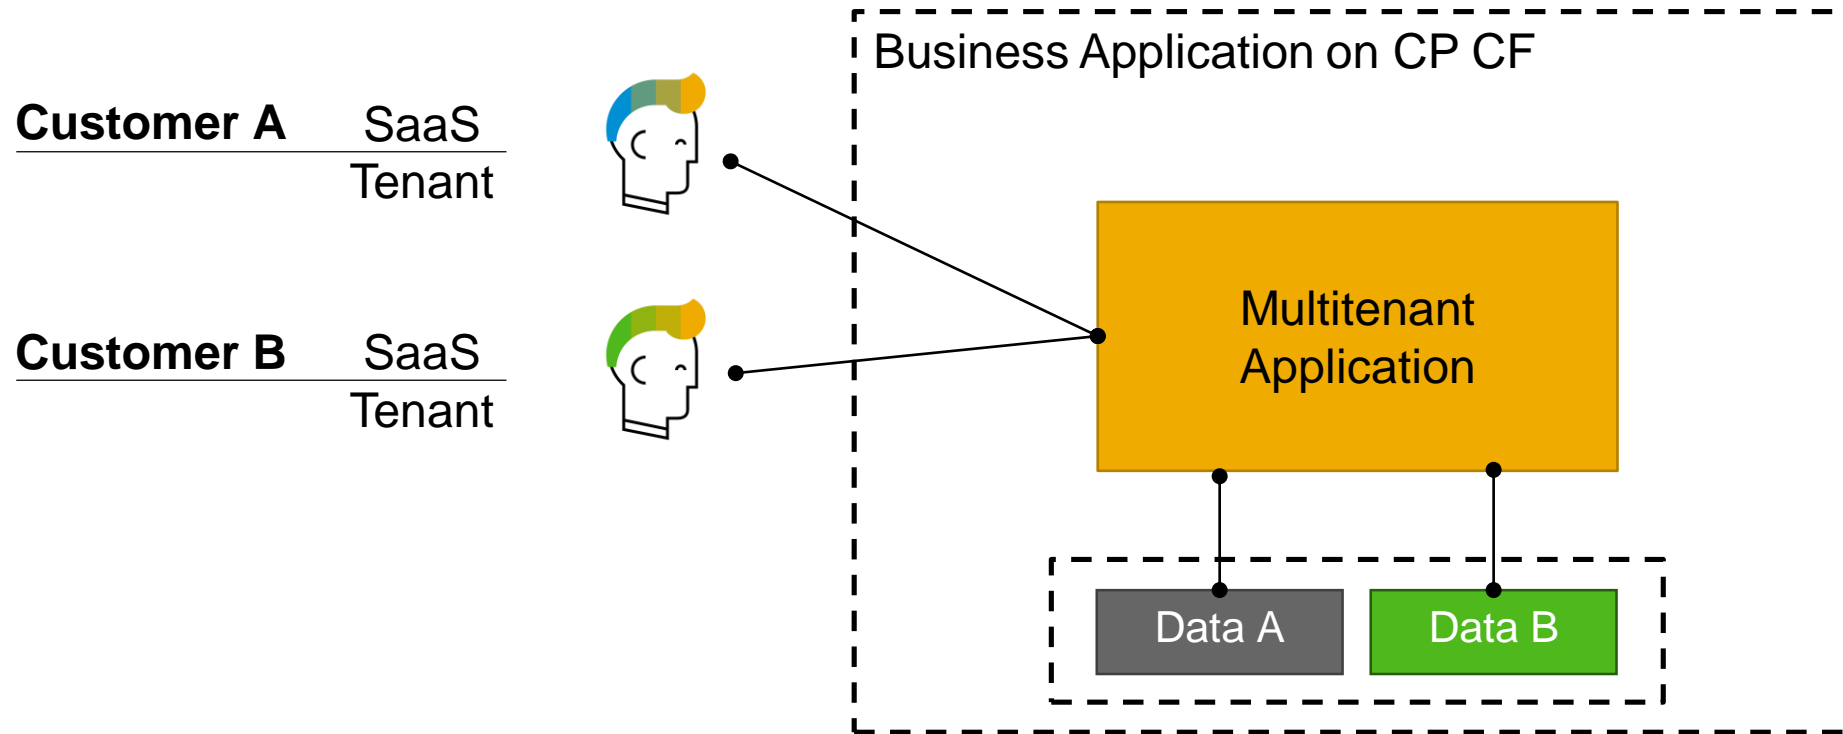 Business Application on CP CF
Customer A SaaS
Tenant
Customer B SaaS
Tenant
Multitenant
Application
Data A
Data B